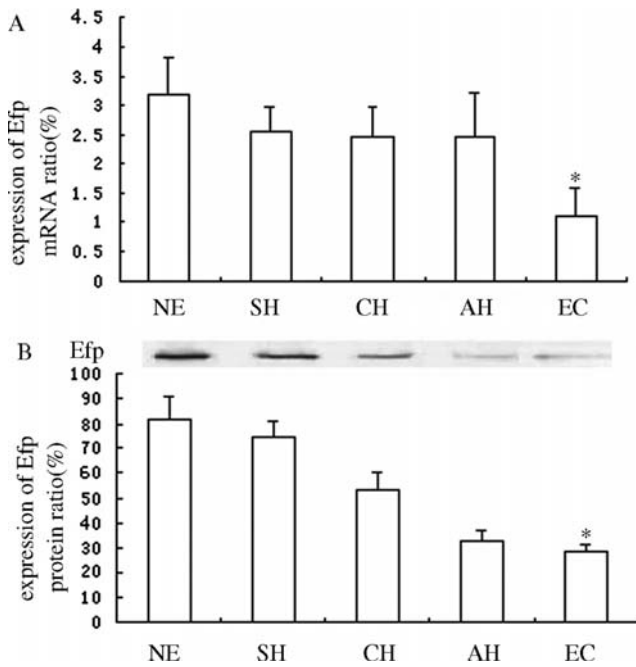 A
expression of Efp
mRNA ratio(%)
4.5
4
3.5
3
2.5
2
1.5
1
0.5
0
*
NE SH CH AH EC
B Efp
expression of Efp
protein ratio(%)
100
90
80
70
60
50
40
30
20
10
0
*
NE SH CH AH EC